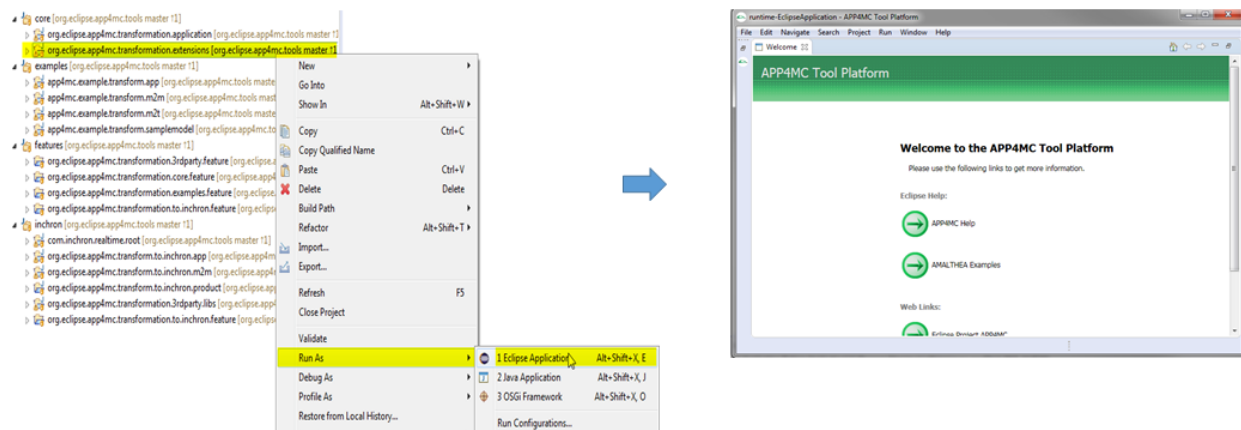 core [org.eclipse.app4mc.tools master ↑1]
org.eclipse.app4mc.transformation.application [org.eclipse.app4mc.tools master ↑1]
org.eclipse.app4mc.transformation.extensions [org.eclipse.app4mc.tools master ↑1]
examples [org.eclipse.app4mc.tools master ↑1]
app4mc.example.transform.app [org.eclipse.app4mc.tools maste
app4mc.example.transform.m2m [org.eclipse.app4mc.tools mast
app4mc.example.transform.m2t [org.eclipse.app4mc.tools maste
app4mc.example.transform.samplemodel [org.eclipse.app4mc.to
features [org.eclipse.app4mc.tools master ↑1]
org.eclipse.app4mc.transformation.3rdparty.feature [org.eclipse.a
org.eclipse.app4mc.transformation.core.feature [org.eclipse.app4
org.eclipse.app4mc.transformation.examples.feature [org.eclipse.
org.eclipse.app4mc.transformation.to.inchron.feature [org.eclips
inchron [org.eclipse.app4mc.tools master ↑1]
com.inchron.realtime.root [org.eclipse.app4mc.tools master ↑1]
org.eclipse.app4mc.transform.to.inchron.app [org.eclipse.app4m
org.eclipse.app4mc.transform.to.inchron.m2m [org.eclipse.app4
org.eclipse.app4mc.transform.to.inchron.product [org.eclipse.ap
org.eclipse.app4mc.transformation.3rdparty.libs [org.eclipse.app4
org.eclipse.app4mc.transformation.to.inchron.feature [org.eclips
New
Go Into
Show In Alt+Shift+W
Copy Ctrl+C
Copy Qualified Name
Paste Ctrl+V
Delete Delete
Build Path
Refactor Alt+Shift+T
Import...
Export...
Refresh F5
Close Project
Validate
Run As
Debug As
Profile As
Restore from Local History...
1 Eclipse Application Alt+Shift+X, E
2 Java Application Alt+Shift+X, J
3 OSGi Framework Alt+Shift+X, O
Run Configurations...
runtime-EclipseApplication - APP4MC Tool Platform
File Edit Navigate Search Project Run Window Help
Welcome
APP4MC Tool Platform
Welcome to the APP4MC Tool Platform
Please use the following links to get more information.
Eclipse Help:
APP4MC Help
AMALTHEA Examples
Web Links:
Eclipse Project APP4MC